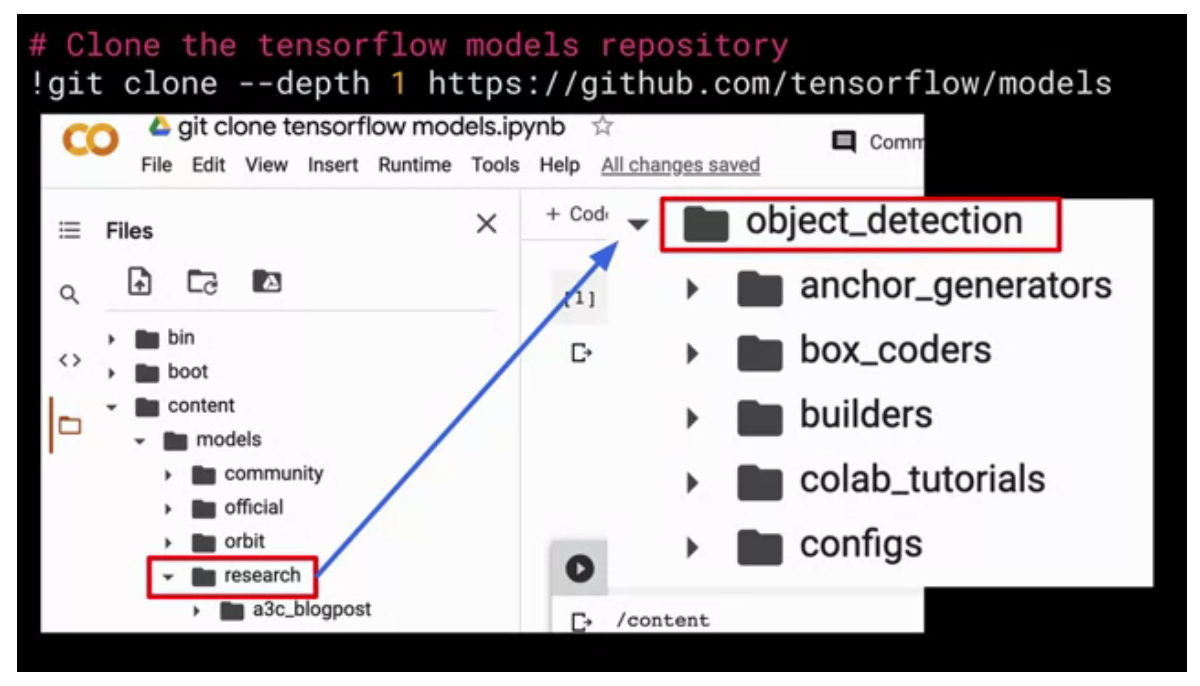 # Clone the tensorflow models repository
!git clone --depth 1 https://github.com/tensorflow/models
git clone tensorflow models.ipynb
File Edit View Insert Runtime Tools Help All changes saved
Comm
Files
+ Cod
[1]
bin
boot
content
models
community
official
orbit
research
a3c_blogpost
/content
object_detection
anchor_generators
box_coders
builders
colab_tutorials
configs